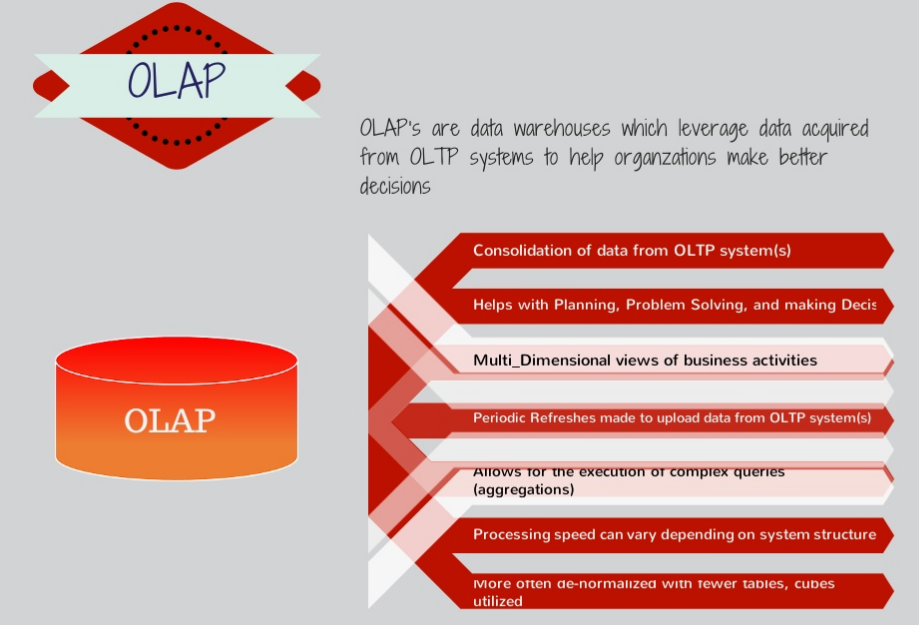 OLAP
OLAP's are data warehouses which leverage data acquired
from OLTP systems to help organzations make better
decisions
Consolidation of data from OLTP system(s)
Helps with Planning, Problem Solving, and making Decis
Multi_Dimensional views of business activities
OLAP
Periodic Refreshes made to upload data from OLTP system(s)
Allows for the execution of complex queries
(aggregations)
Processing speed can vary depending on system structure
More often de-normalized with fewer tables, cubes
utilized